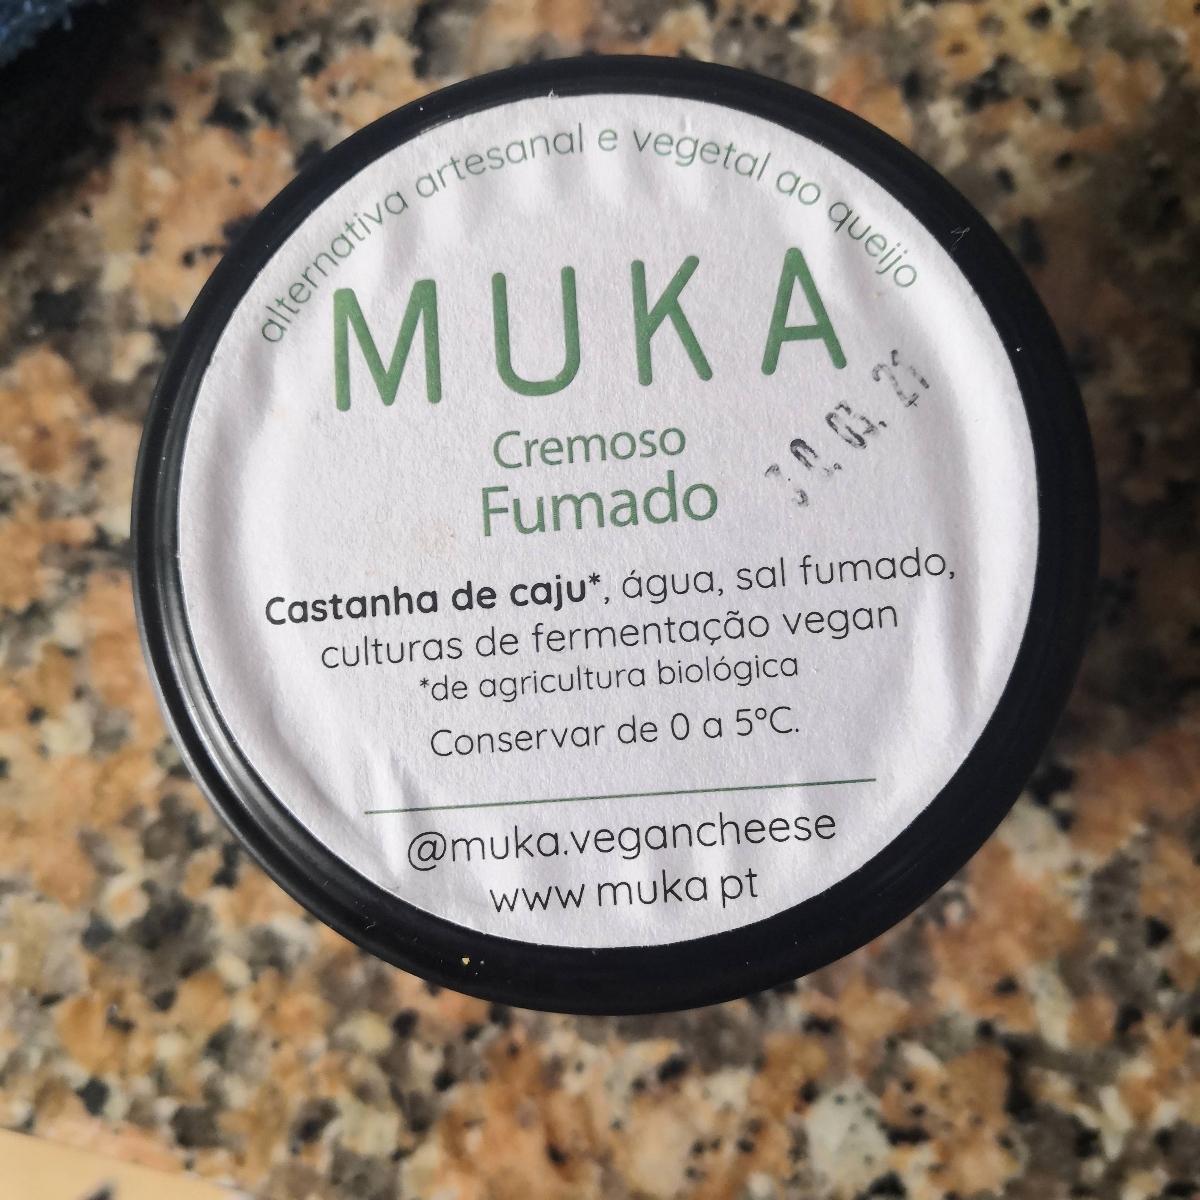 alternativa artesanal e vegetal ao queijo
MUKA
Cremoso
Fumado
Castanha de caju*, água, sal fumado,
culturas de fermentação vegan
*de agricultura biológica
Conservar de 0 a 5ºC.
@muka.vegancheese
www muka pt